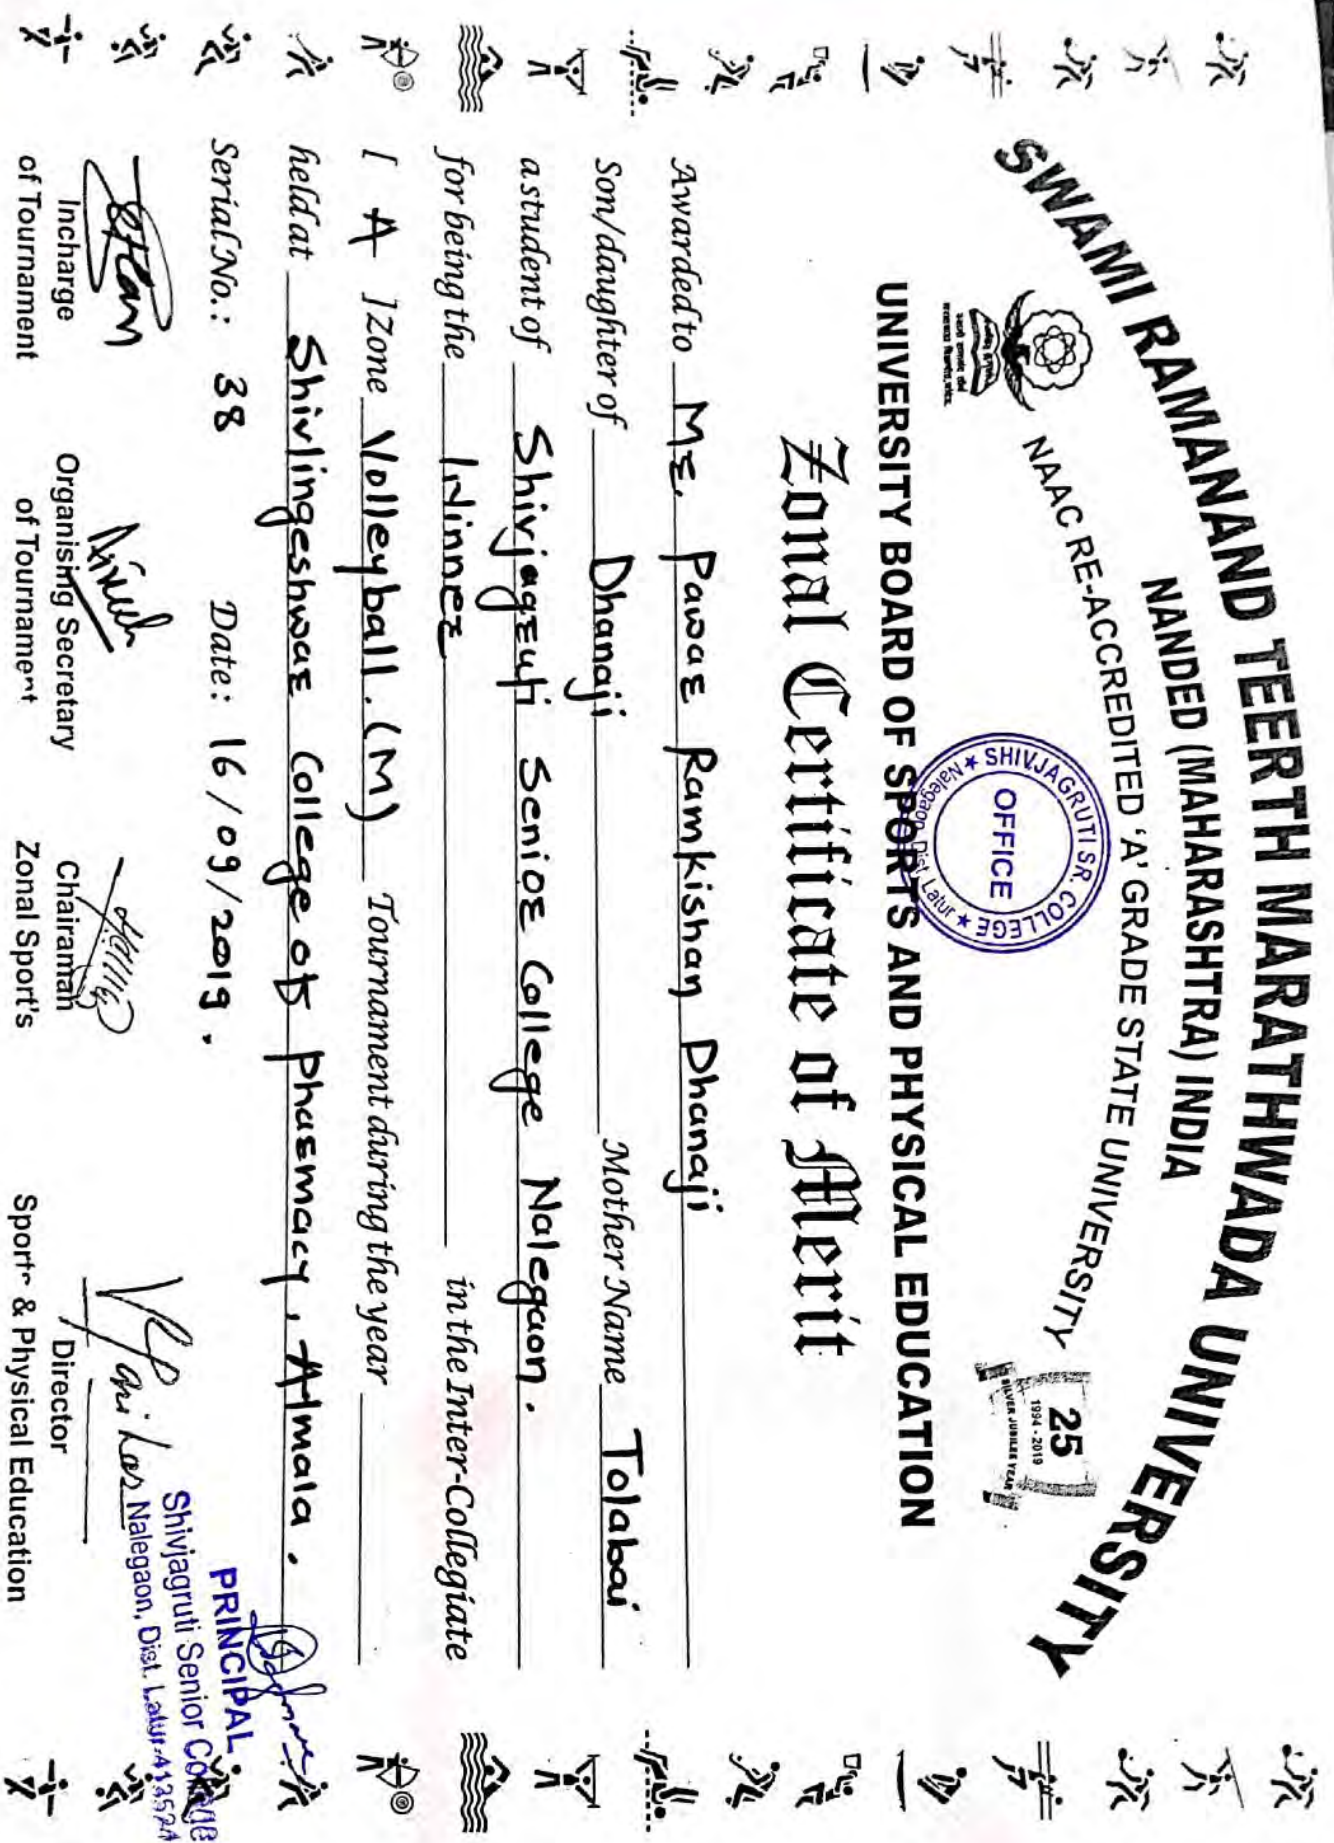 SWAMI RAMANAND TEERTH MARATHWADA UNIVERSITY
NANDED (MAHARASHTRA) INDIA
NAAC RE-ACCREDITED 'A' GRADE STATE UNIVERSITY
25
1994 - 2019
SILVER JUBILEE YEAR
SHIVJAGRUTI SR. COLLEGE
OFFICE
Nalegaon Dist Latur
UNIVERSITY BOARD OF SPORTS AND PHYSICAL EDUCATION
Zonal Certificate of Merit
Awarded to Mr. Pawar Ramkishan Dhanaji
Son/daughter of Dhanaji Mother Name Tolabai
a student of Shivjagruti Senior College Nalegaon.
for being the Winner in the Inter-Collegiate
[ A ] Zone Volleyball. (M) Tournament during the year
held at Shivlingeshwar College of Pharmacy, Almala.
Serial No.: 38 Date: 16/09/2019.
Incharge
of Tournament
Organising Secretary
of Tournament
Chairaman
Zonal Sport's
Director
Sports & Physical Education
PRINCIPAL
Shivjagruti Senior College
Nalegaon, Dist. Latur-413524